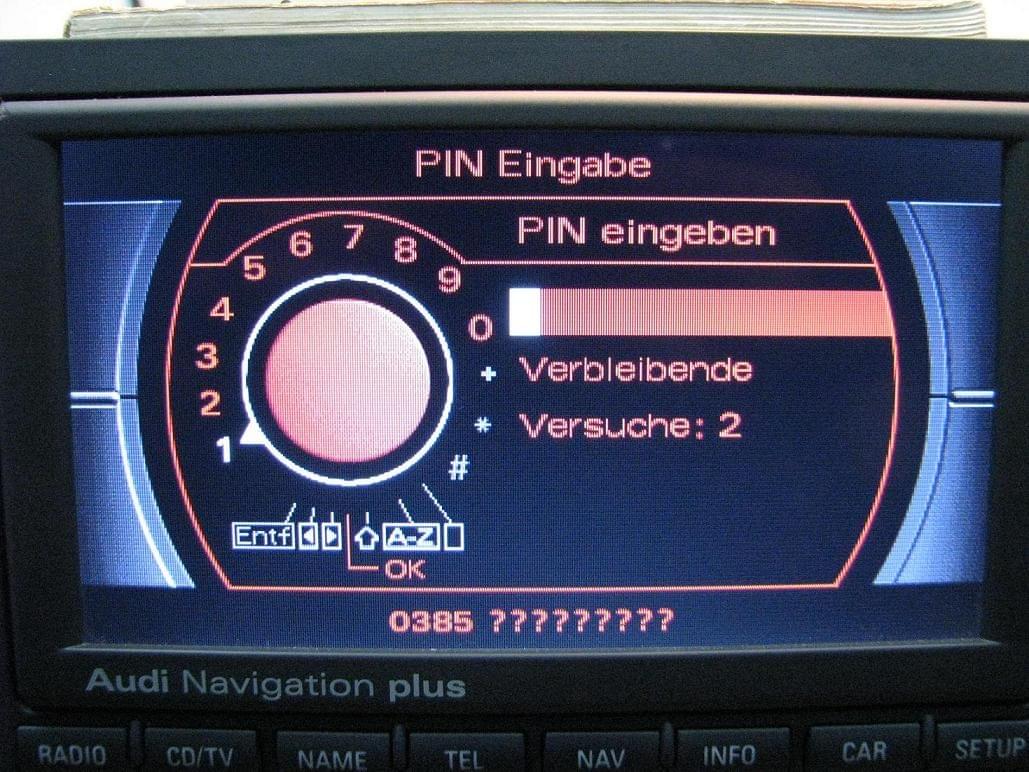 PIN Eingabe
PIN eingeben
1 2 3 4 5 6 7 8 9 0 + * #
Verbleibende
Versuche: 2
Entf A-Z
OK
0385 ?????????
Audi Navigation plus
RADIO CD/TV NAME TEL NAV INFO CAR SETUP